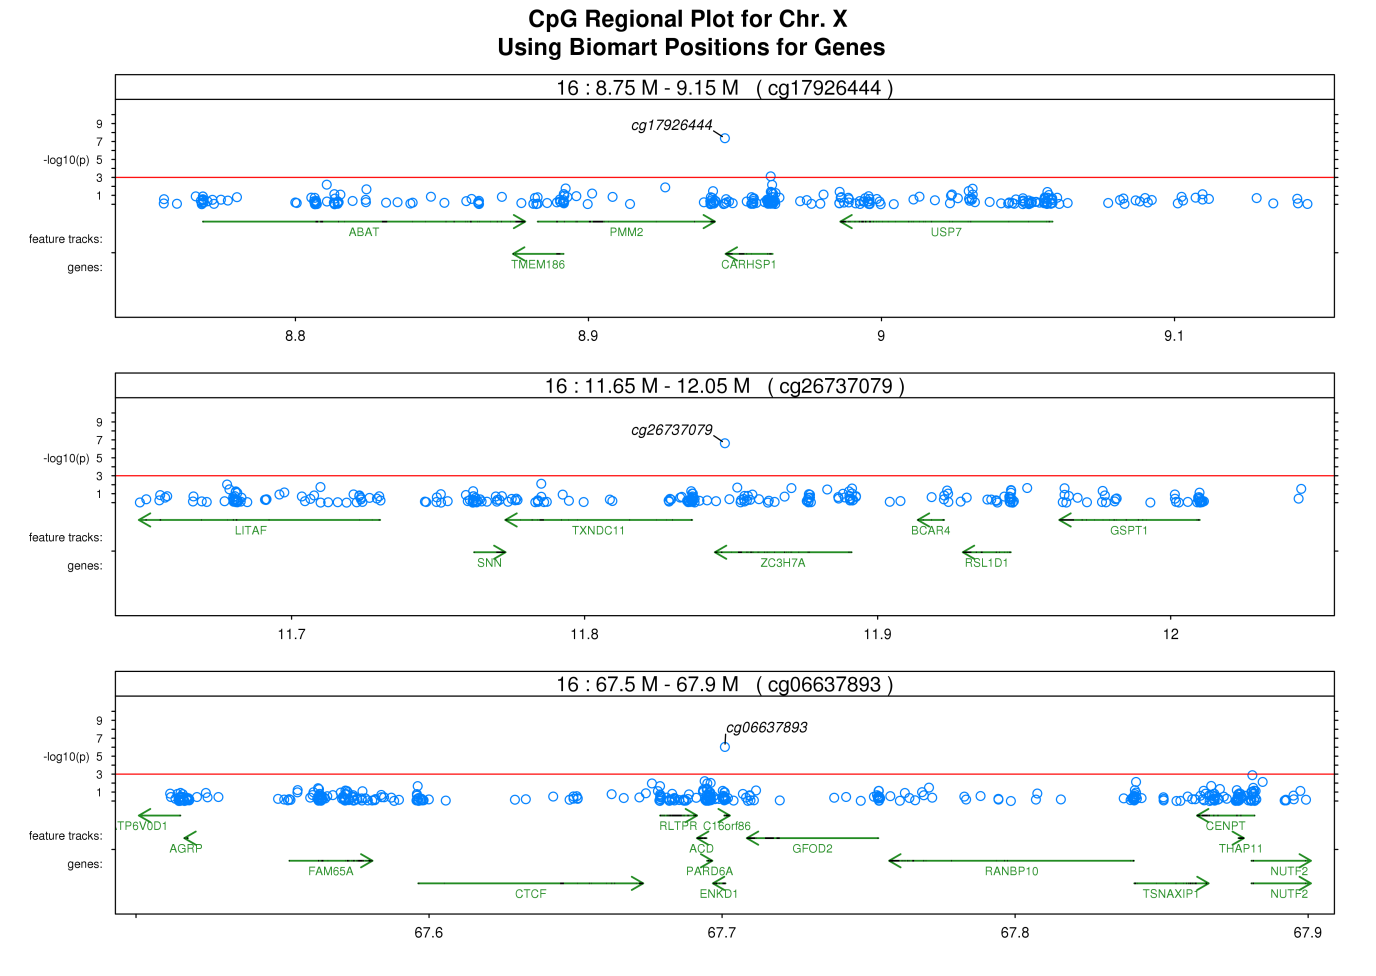 CpG Regional Plot for Chr. X
Using Biomart Positions for Genes
16 : 8.75 M - 9.15 M ( cg17926444 )
cg17926444
9
7
-log10(p) 5
3
1
ABAT PMM2 USP7
feature tracks:
TMEM186 CARHSP1
genes:
8.8 8.9 9 9.1
16 : 11.65 M - 12.05 M ( cg26737079 )
cg26737079
9
7
-log10(p) 5
3
1
LITAF TXNDC11 BCAR4 GSPT1
feature tracks:
SNN ZC3H7A RSL1D1
genes:
11.7 11.8 11.9 12
16 : 67.5 M - 67.9 M ( cg06637893 )
cg06637893
9
7
-log10(p) 5
3
1
TP6V0D1 RLTPR C16orf86 CENPT
feature tracks:
AGRP ACD GFOD2 THAP11
genes:
FAM65A PARD6A RANBP10 NUTF2
CTCF ENKD1 TSNAXIP1 NUTF2
67.6 67.7 67.8 67.9